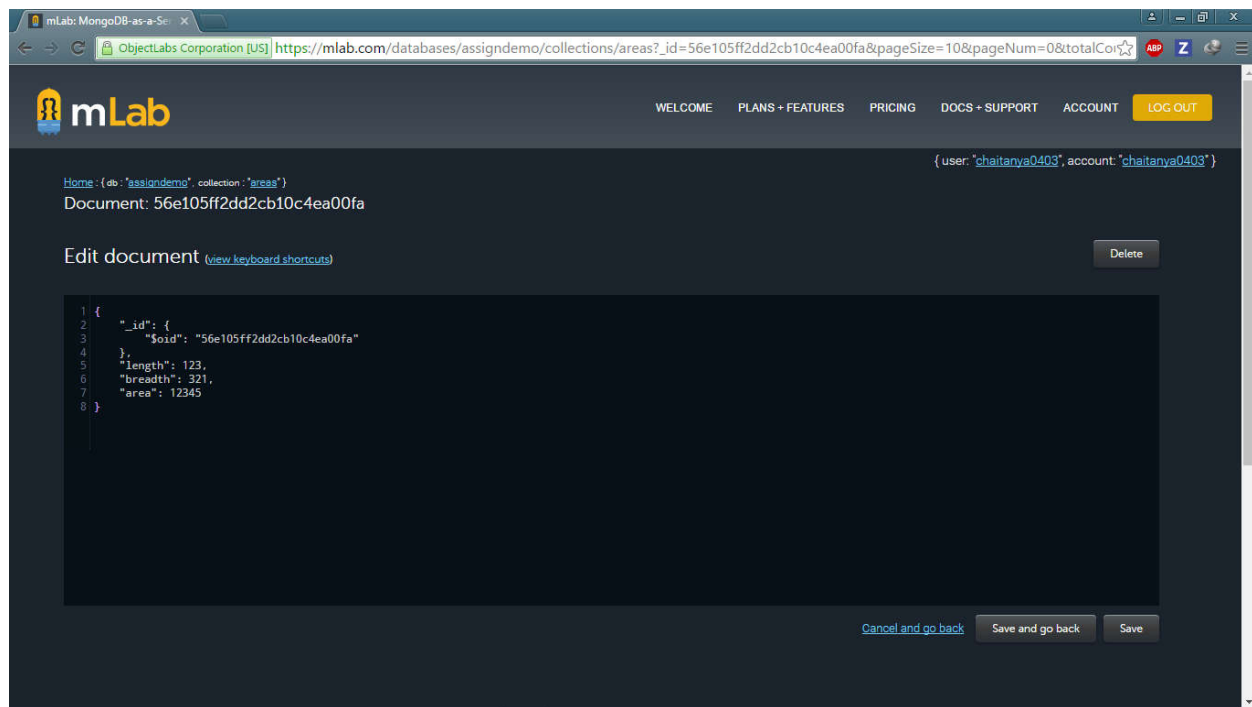 mLab: MongoDB-as-a-Ser
ObjectLabs Corporation [US] https://mlab.com/databases/assigndemo/collections/areas?_id=56e105ff2dd2cb10c4ea00fa&pageSize=10&pageNum=0&totalCou
ABP Z
mLab WELCOME PLANS + FEATURES PRICING DOCS + SUPPORT ACCOUNT LOG OUT
{ user: "chaitanya0403", account: "chaitanya0403" }
Home : { db : "assigndemo", collection : "areas" }
Document: 56e105ff2dd2cb10c4ea00fa
Edit document (view keyboard shortcuts) Delete
1 {
2 "_id": {
3 "$oid": "56e105ff2dd2cb10c4ea00fa"
4 },
5 "length": 123,
6 "breadth": 321,
7 "area": 12345
8 }
Cancel and go back Save and go back Save